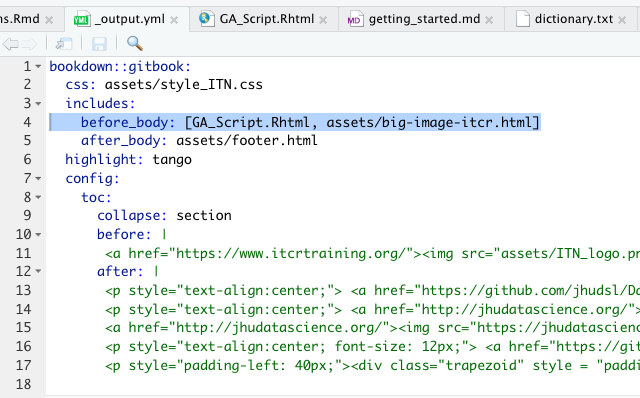 ns.Rmd _output.yml GA_Script.Rhtml getting_started.md dictionary.txt
1 bookdown::gitbook:
2 css: assets/style_ITN.css
3 includes:
4 before_body: [GA_Script.Rhtml, assets/big-image-itcr.html]
5 after_body: assets/footer.html
6 highlight: tango
7 config:
8 toc:
9 collapse: section
10 before: |
11 <a href="https://www.itcrtraining.org/"><img src="assets/ITN_logo.pn
12 after: |
13 <p style="text-align:center;"> <a href="https://github.com/jhudsl/Do
14 <p style="text-align:center;"> <a href="http://jhudatascience.org/">
15 <a href="http://jhudatascience.org/"><img src="https://jhudatascienc
16 <p style="text-align:center; font-size: 12px;"> <a href="https://git
17 <p style="padding-left: 40px;"><div class="trapezoid" style = "paddi
18